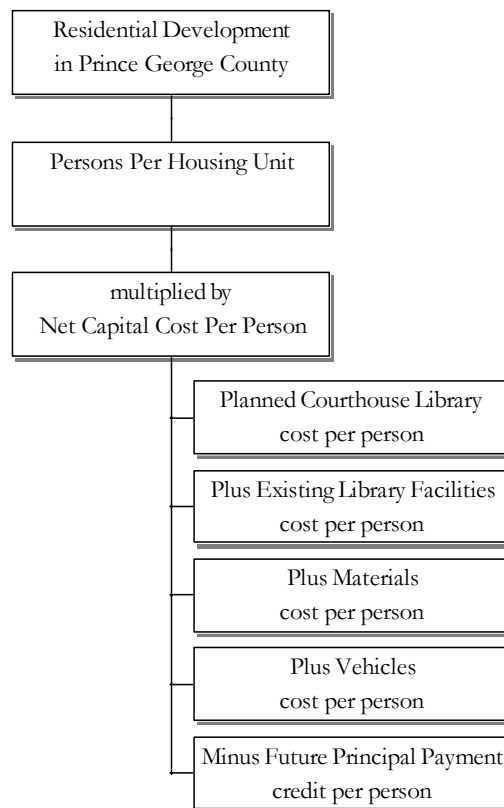 Residential Development
in Prince George County
Persons Per Housing Unit
multiplied by
Net Capital Cost Per Person
Planned Courthouse Library
cost per person
Plus Existing Library Facilities
cost per person
Plus Materials
cost per person
Plus Vehicles
cost per person
Minus Future Principal Payment
credit per person